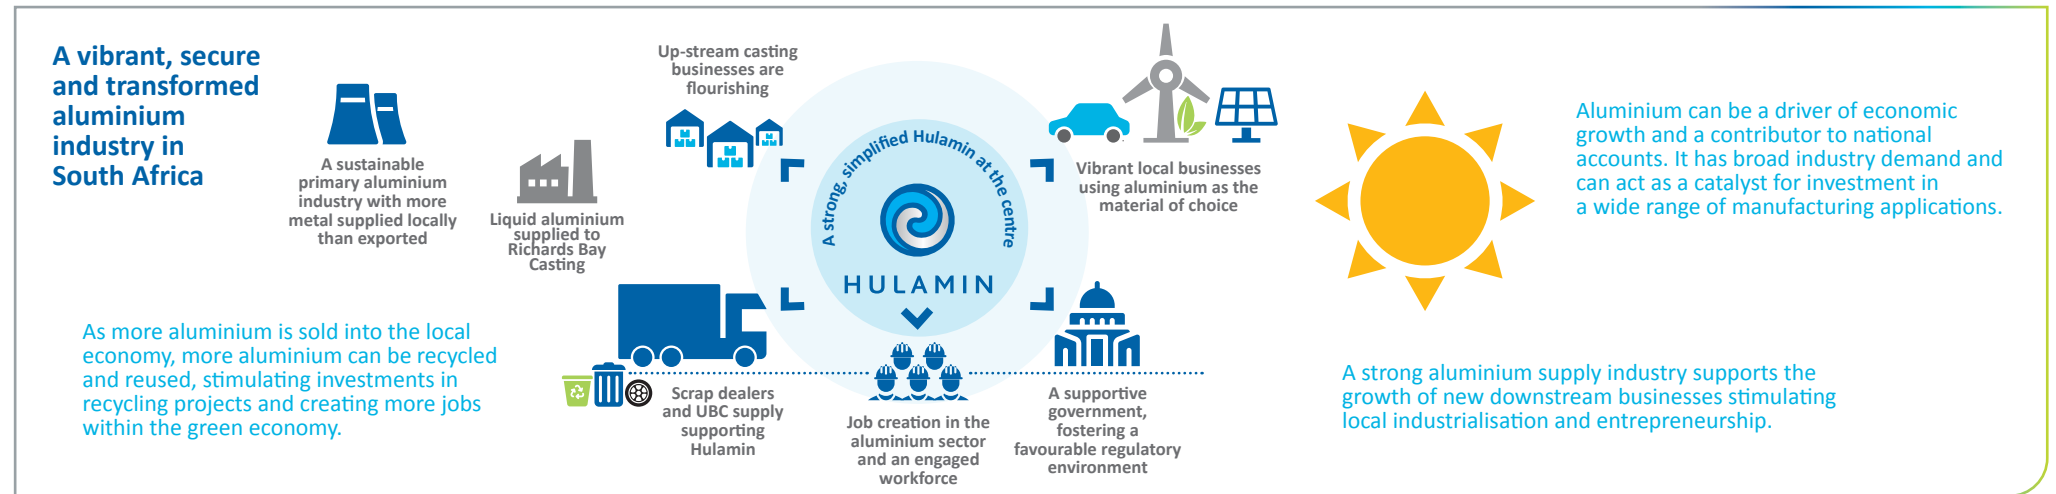 A vibrant, secure
and transformed
aluminium
industry in
South Africa
A sustainable
primary aluminium
industry with more
metal supplied locally
than exported
Liquid aluminium
supplied to
Richards Bay
Casting
Up-stream casting
businesses are
flourishing
A strong, simplified Hulamin at the centre
HULAMIN
Vibrant local businesses
using aluminium as the
material of choice
Aluminium can be a driver of economic
growth and a contributor to national
accounts. It has broad industry demand and
can act as a catalyst for investment in
a wide range of manufacturing applications.
As more aluminium is sold into the local
economy, more aluminium can be recycled
and reused, stimulating investments in
recycling projects and creating more jobs
within the green economy.
Scrap dealers
and UBC supply
supporting
Hulamin
Job creation in the
aluminium sector
and an engaged
workforce
A supportive
government,
fostering a
favourable regulatory
environment
A strong aluminium supply industry supports the
growth of new downstream businesses stimulating
local industrialisation and entrepreneurship.